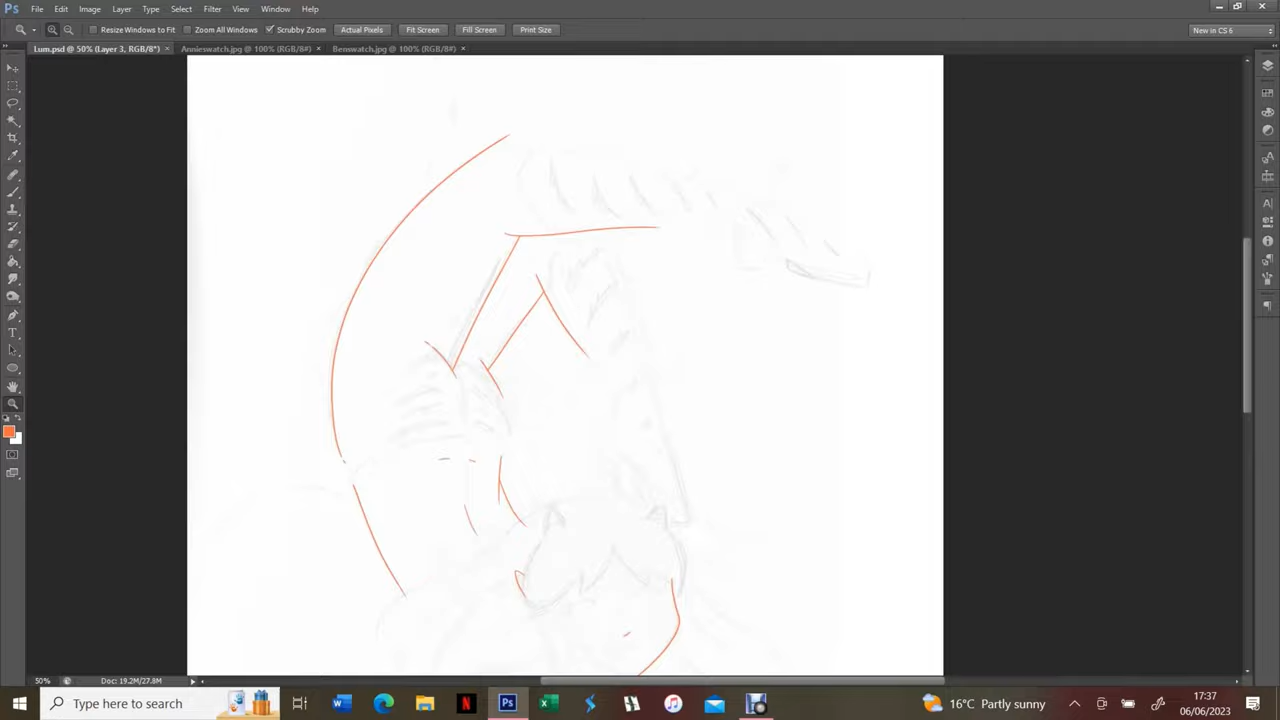 Ps File Edit Image Layer Type Select Filter View Window Help
Resize Windows to Fit Zoom All Windows Scrubby Zoom Actual Pixels Fit Screen Fill Screen Print Size New in CS 6
Lum.psd @ 50% (Layer 3, RGB/8*) × Annieswatch.jpg @ 100% (RGB/8#) × Bemwatch.jpg @ 100% (RGB/8#) ×
50% Doc: 19.2M/27.8M
Type here to search 16°C Partly sunny 17:37
06/06/2023